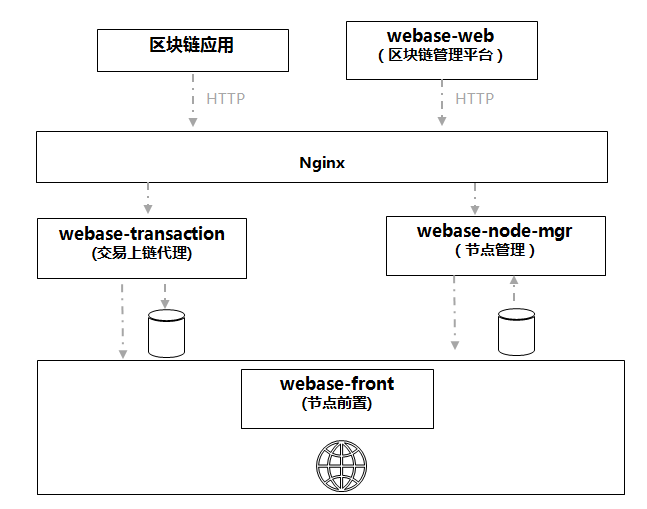 区块链应用
webase-web
（区块链管理平台）
HTTP
HTTP
Nginx
webase-transaction
(交易上链代理)
webase-node-mgr
（节点管理）
webase-front
(节点前置)